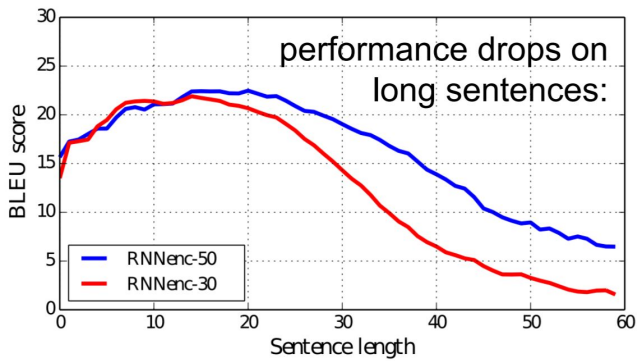 performance drops on
long sentences:
30
25
20
15
10
5
0
BLEU score
RNNenc-50
RNNenc-30
0 10 20 30 40 50 60
Sentence length